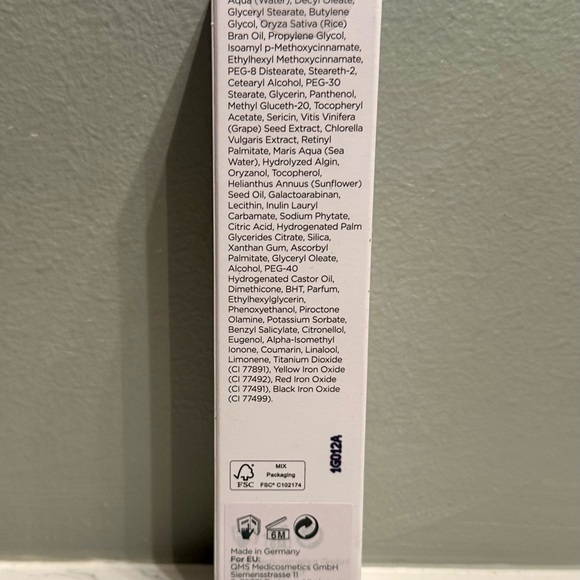 Aqua (Water), Decyl Oleate,
Glyceryl Stearate, Butylene
Glycol, Oryza Sativa (Rice)
Bran Oil, Propylene Glycol,
Isoamyl p-Methoxycinnamate,
Ethylhexyl Methoxycinnamate,
PEG-8 Distearate, Steareth-2,
Cetearyl Alcohol, PEG-30
Stearate, Glycerin, Panthenol,
Methyl Gluceth-20, Tocopheryl
Acetate, Sericin, Vitis Vinifera
(Grape) Seed Extract, Chlorella
Vulgaris Extract, Retinyl
Palmitate, Maris Aqua (Sea
Water), Hydrolyzed Algin,
Oryzanol, Tocopherol,
Helianthus Annuus (Sunflower)
Seed Oil, Galactoarabinan,
Lecithin, Inulin Lauryl
Carbamate, Sodium Phytate,
Citric Acid, Hydrogenated Palm
Glycerides Citrate, Silica,
Xanthan Gum, Ascorbyl
Palmitate, Glyceryl Oleate,
Alcohol, PEG-40
Hydrogenated Castor Oil,
Dimethicone, BHT, Parfum,
Ethylhexylglycerin,
Phenoxyethanol, Piroctone
Olamine, Potassium Sorbate,
Benzyl Salicylate, Citronellol,
Eugenol, Alpha-Isomethyl
Ionone, Coumarin, Linalool,
Limonene, Titanium Dioxide
(CI 77891), Yellow Iron Oxide
(CI 77492), Red Iron Oxide
(CI 77491), Black Iron Oxide
(CI 77499).
1G012A
FSC
MIX
Packaging
FSC® C102174
6M
Made in Germany
For EU:
QMS Medicosmetics GmbH
Siemensstrasse 11